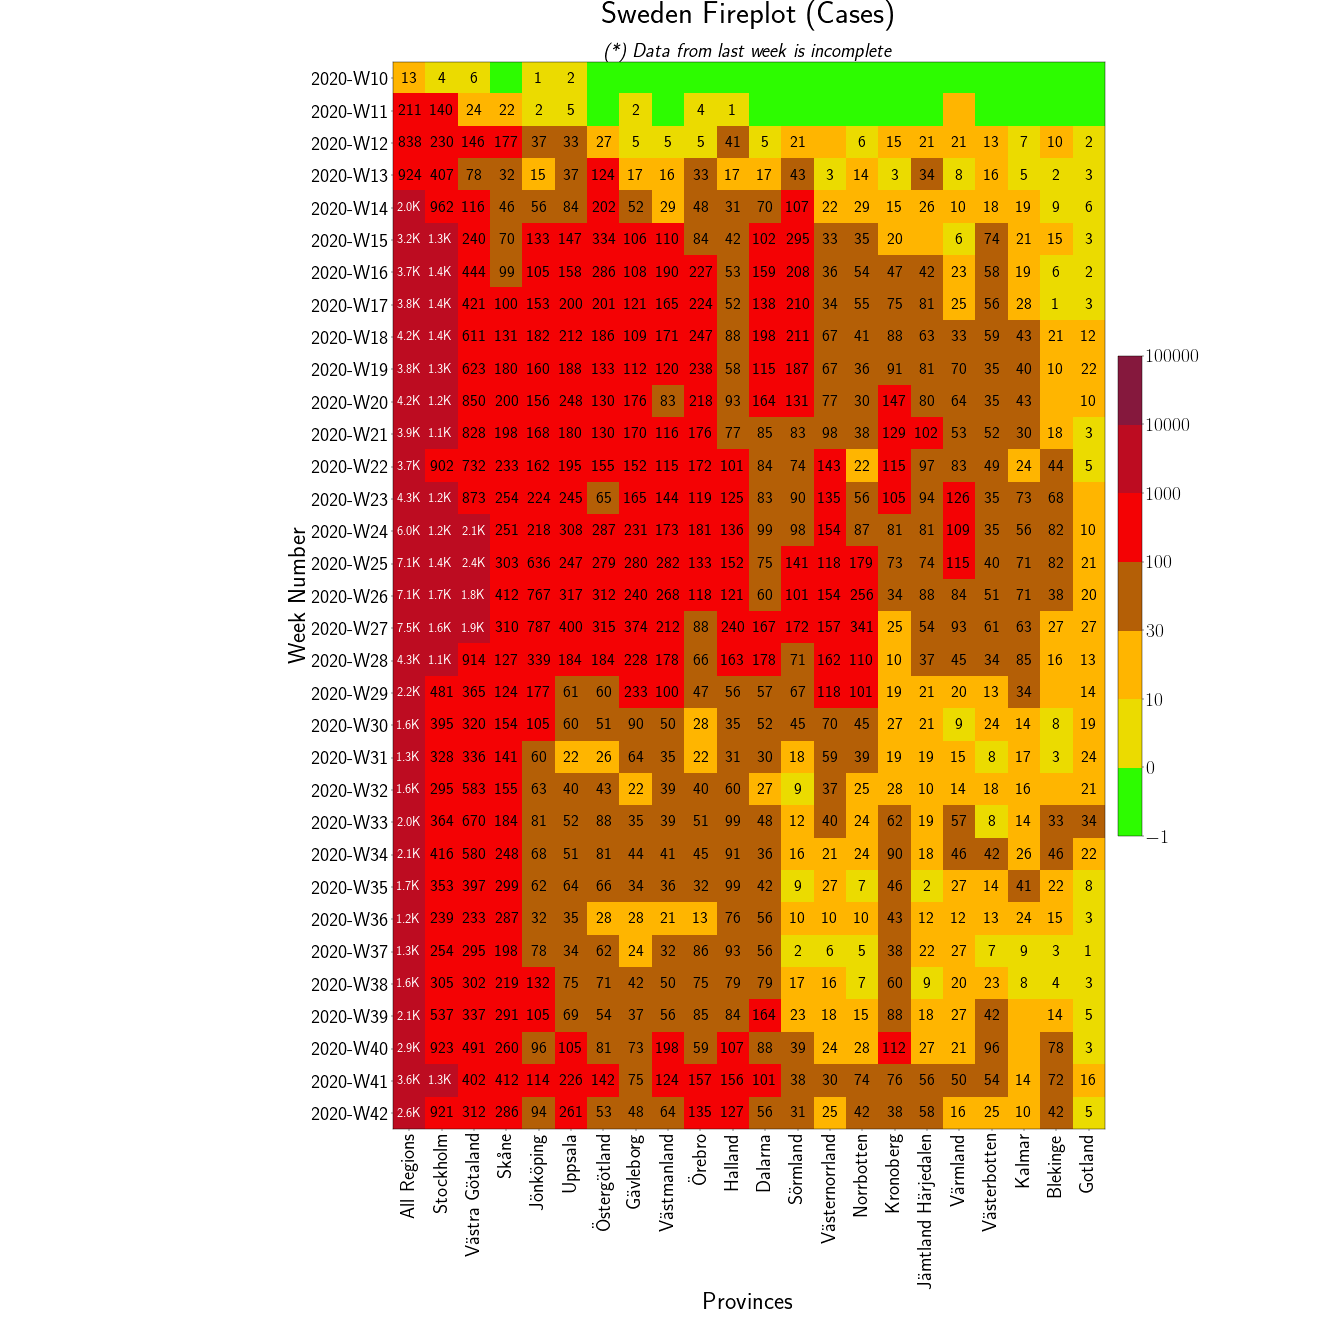 Sweden Fireplot (Cases)
(*) Data from last week is incomplete
2020-W10 13 4 6 1 2
2020-W11 211 140 24 22 2 5 2 4 1
2020-W12 838 230 146 177 37 33 27 5 5 5 41 5 21 6 15 21 21 13 7 10 2
2020-W13 924 407 78 32 15 37 124 17 16 33 17 17 43 3 14 3 34 8 16 5 2 3
2020-W14 2.0K 962 116 46 56 84 202 52 29 48 31 70 107 22 29 15 26 10 18 19 9 6
2020-W15 3.2K 1.3K 240 70 133 147 334 106 110 84 42 102 295 33 35 20 6 74 21 15 3
2020-W16 3.7K 1.4K 444 99 105 158 286 108 190 227 53 159 208 36 54 47 42 23 58 19 6 2
2020-W17 3.8K 1.4K 421 100 153 200 201 121 165 224 52 138 210 34 55 75 81 25 56 28 1 3
2020-W18 4.2K 1.4K 611 131 182 212 186 109 171 247 88 198 211 67 41 88 63 33 59 43 21 12
2020-W19 3.8K 1.3K 623 180 160 188 133 112 120 238 58 115 187 67 36 91 81 70 35 40 10 22
2020-W20 4.2K 1.2K 850 200 156 248 130 176 83 218 93 164 131 77 30 147 80 64 35 43 10
2020-W21 3.9K 1.1K 828 198 168 180 130 170 116 176 77 85 83 98 38 129 102 53 52 30 18 3
2020-W22 3.7K 902 732 233 162 195 155 152 115 172 101 84 74 143 22 115 97 83 49 24 44 5
2020-W23 4.3K 1.2K 873 254 224 245 65 165 144 119 125 83 90 135 56 105 94 126 35 73 68
2020-W24 6.0K 1.2K 2.1K 251 218 308 287 231 173 181 136 99 98 154 87 81 81 109 35 56 82 10
2020-W25 7.1K 1.4K 2.4K 303 636 247 279 280 282 133 152 75 141 118 179 73 74 115 40 71 82 21
2020-W26 7.1K 1.7K 1.8K 412 767 317 312 240 268 118 121 60 101 154 256 34 88 84 51 71 38 20
2020-W27 7.5K 1.6K 1.9K 310 787 400 315 374 212 88 240 167 172 157 341 25 54 93 61 63 27 27
2020-W28 4.3K 1.1K 914 127 339 184 184 228 178 66 163 178 71 162 110 10 37 45 34 85 16 13
2020-W29 2.2K 481 365 124 177 61 60 233 100 47 56 57 67 118 101 19 21 20 13 34 14
2020-W30 1.6K 395 320 154 105 60 51 90 50 28 35 52 45 70 45 27 21 9 24 14 8 19
2020-W31 1.3K 328 336 141 60 22 26 64 35 22 31 30 18 59 39 19 19 15 8 17 3 24
2020-W32 1.6K 295 583 155 63 40 43 22 39 40 60 27 9 37 25 28 10 14 18 16 21
2020-W33 2.0K 364 670 184 81 52 88 35 39 51 99 48 12 40 24 62 19 57 8 14 33 34
2020-W34 2.1K 416 580 248 68 51 81 44 41 45 91 36 16 21 24 90 18 46 42 26 46 22
2020-W35 1.7K 353 397 299 62 64 66 34 36 32 99 42 9 27 7 46 2 27 14 41 22 8
2020-W36 1.2K 239 233 287 32 35 28 28 21 13 76 56 10 10 10 43 12 12 13 24 15 3
2020-W37 1.3K 254 295 198 78 34 62 24 32 86 93 56 2 6 5 38 22 27 7 9 3 1
2020-W38 1.6K 305 302 219 132 75 71 42 50 75 79 79 17 16 7 60 9 20 23 8 4 3
2020-W39 2.1K 537 337 291 105 69 54 37 56 85 84 164 23 18 15 88 18 27 42 14 5
2020-W40 2.9K 923 491 260 96 105 81 73 198 59 107 88 39 24 28 112 27 21 96 78 3
2020-W41 3.6K 1.3K 402 412 114 226 142 75 124 157 156 101 38 30 74 76 56 50 54 14 72 16
2020-W42 2.6K 921 312 286 94 261 53 48 64 135 127 56 31 25 42 38 58 16 25 10 42 5
Week Number
All Regions
Stockholm
Västra Götaland
Skåne
Jönköping
Uppsala
Östergötland
Gävleborg
Västmanland
Örebro
Halland
Dalarna
Sörmland
Västernorrland
Norrbotten
Kronoberg
Jämtland Härjedalen
Värmland
Västerbotten
Kalmar
Blekinge
Gotland
Provinces
100000
10000
1000
100
30
10
0
−1